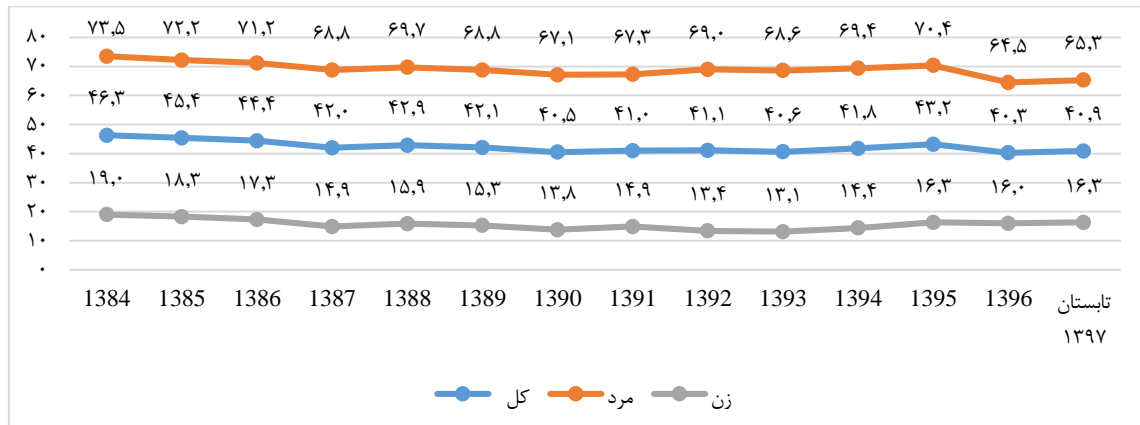 ۷۳,۵ ۷۲,۲ ۷۱,۲ ۶۸,۸ ۶۹,۷ ۶۸,۸ ۶۷,۱ ۶۷,۳ ۶۹,۰ ۶۸,۶ ۶۹,۴ ۷۰,۴ ۶۴,۵ ۶۵,۳
۴۶,۳ ۴۵,۴ ۴۴,۴ ۴۲,۰ ۴۲,۹ ۴۲,۱ ۴۰,۵ ۴۱,۰ ۴۱,۱ ۴۰,۶ ۴۱,۸ ۴۳,۲ ۴۰,۳ ۴۰,۹
۱۹,۰ ۱۸,۳ ۱۷,۳ ۱۴,۹ ۱۵,۹ ۱۵,۳ ۱۳,۸ ۱۴,۹ ۱۳,۴ ۱۳,۱ ۱۴,۴ ۱۶,۳ ۱۶,۰ ۱۶,۳
۸۰
۷۰
۶۰
۵۰
۴۰
۳۰
۲۰
۱۰
۰
1384 1385 1386 1387 1388 1389 1390 1391 1392 1393 1394 1395 1396 تابستان
۱۳۹۷
کل مرد زن